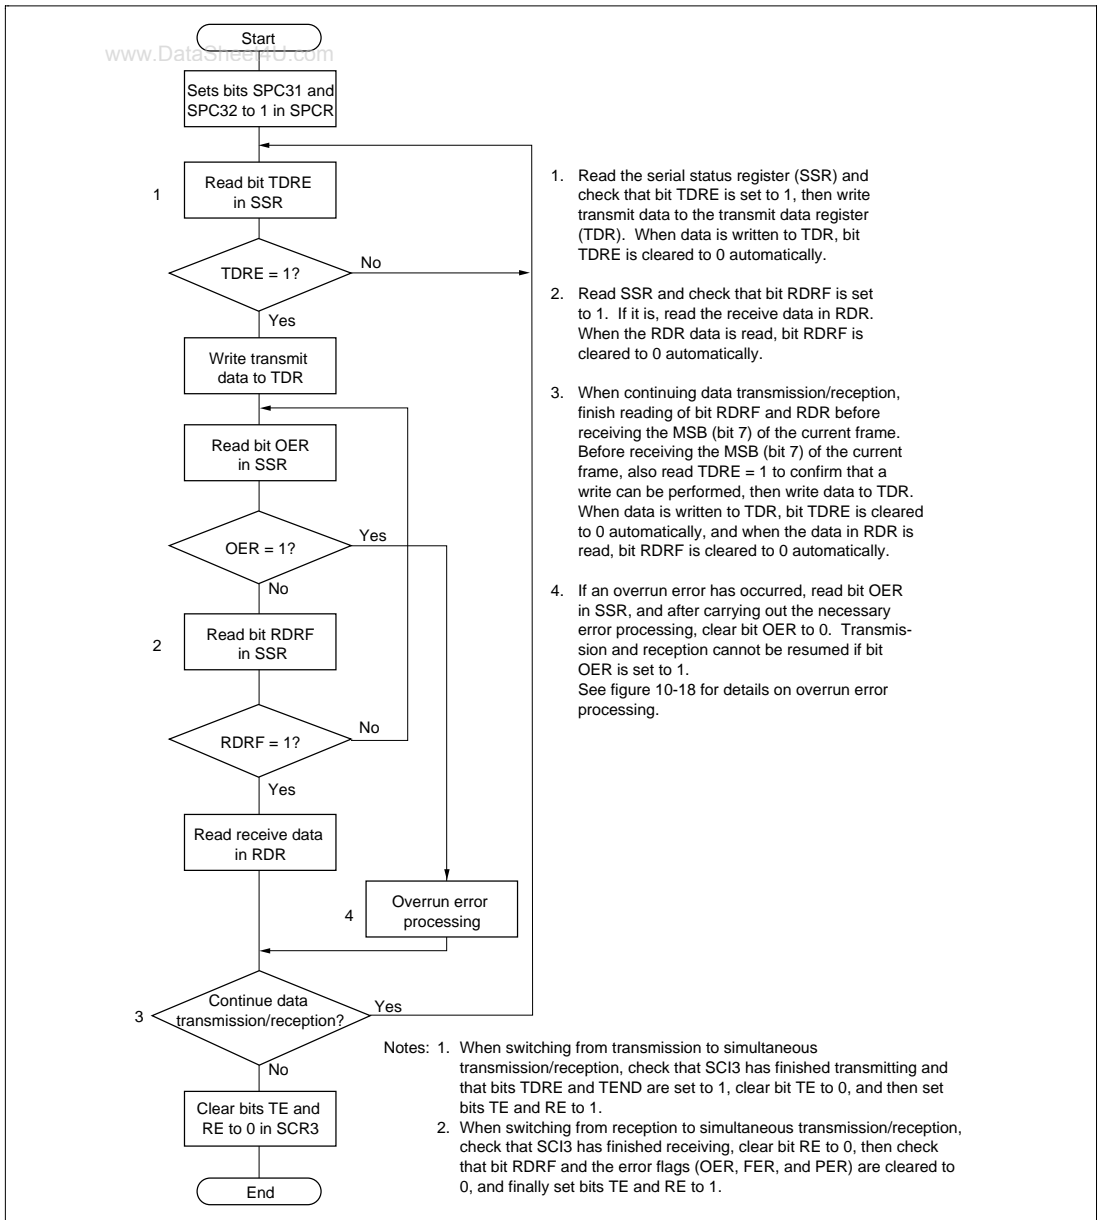 Start
www.DataSheet4U.com
Sets bits SPC31 and
SPC32 to 1 in SPCR
1
Read bit TDRE
in SSR
TDRE = 1?
No
Yes
Write transmit
data to TDR
Read bit OER
in SSR
OER = 1?
Yes
No
2
Read bit RDRF
in SSR
RDRF = 1?
No
Yes
Read receive data
in RDR
4
Overrun error
processing
3
Continue data
transmission/reception?
Yes
No
Clear bits TE and
RE to 0 in SCR3
End
1. Read the serial status register (SSR) and
check that bit TDRE is set to 1, then write
transmit data to the transmit data register
(TDR). When data is written to TDR, bit
TDRE is cleared to 0 automatically.
2. Read SSR and check that bit RDRF is set
to 1. If it is, read the receive data in RDR.
When the RDR data is read, bit RDRF is
cleared to 0 automatically.
3. When continuing data transmission/reception,
finish reading of bit RDRF and RDR before
receiving the MSB (bit 7) of the current frame.
Before receiving the MSB (bit 7) of the current
frame, also read TDRE = 1 to confirm that a
write can be performed, then write data to TDR.
When data is written to TDR, bit TDRE is cleared
to 0 automatically, and when the data in RDR is
read, bit RDRF is cleared to 0 automatically.
4. If an overrun error has occurred, read bit OER
in SSR, and after carrying out the necessary
error processing, clear bit OER to 0. Transmis-
sion and reception cannot be resumed if bit
OER is set to 1.
See figure 10-18 for details on overrun error
processing.
Notes: 1. When switching from transmission to simultaneous
transmission/reception, check that SCI3 has finished transmitting and
that bits TDRE and TEND are set to 1, clear bit TE to 0, and then set
bits TE and RE to 1.
2. When switching from reception to simultaneous transmission/reception,
check that SCI3 has finished receiving, clear bit RE to 0, then check
that bit RDRF and the error flags (OER, FER, and PER) are cleared to
0, and finally set bits TE and RE to 1.